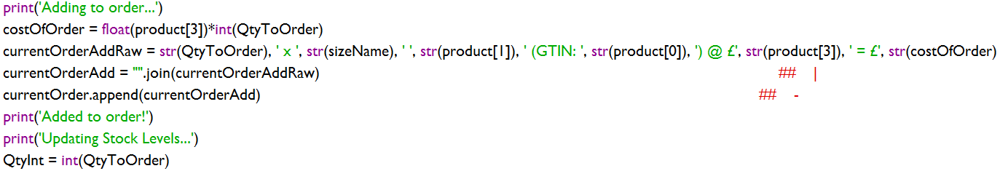 print('Adding to order...')
costOfOrder = float(product[3])*int(QtyToOrder)
currentOrderAddRaw = str(QtyToOrder), ' x ', str(sizeName), ' ', str(product[1]), ' (GTIN: ', str(product[0]), ') @ £', str(product[3]), ' = £', str(costOfOrder)
currentOrderAdd = "".join(currentOrderAddRaw) ## |
currentOrder.append(currentOrderAdd) ## -
print('Added to order!')
print('Updating Stock Levels...')
QtyInt = int(QtyToOrder)